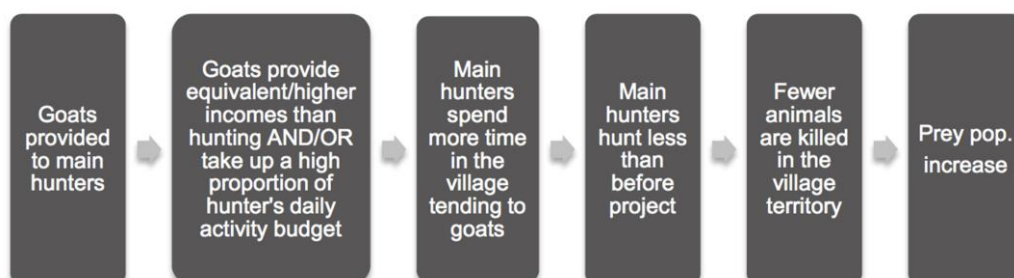 Goats
provided
to main
hunters
Goats provide
equivalent/higher
incomes than
hunting AND/OR
take up a high
proportion of
hunter's daily
activity budget
Main
hunters
spend
more time
in the
village
tending to
goats
Main
hunters
hunt less
than
before
project
Fewer
animals
are killed
in the
village
territory
Prey pop.
increase